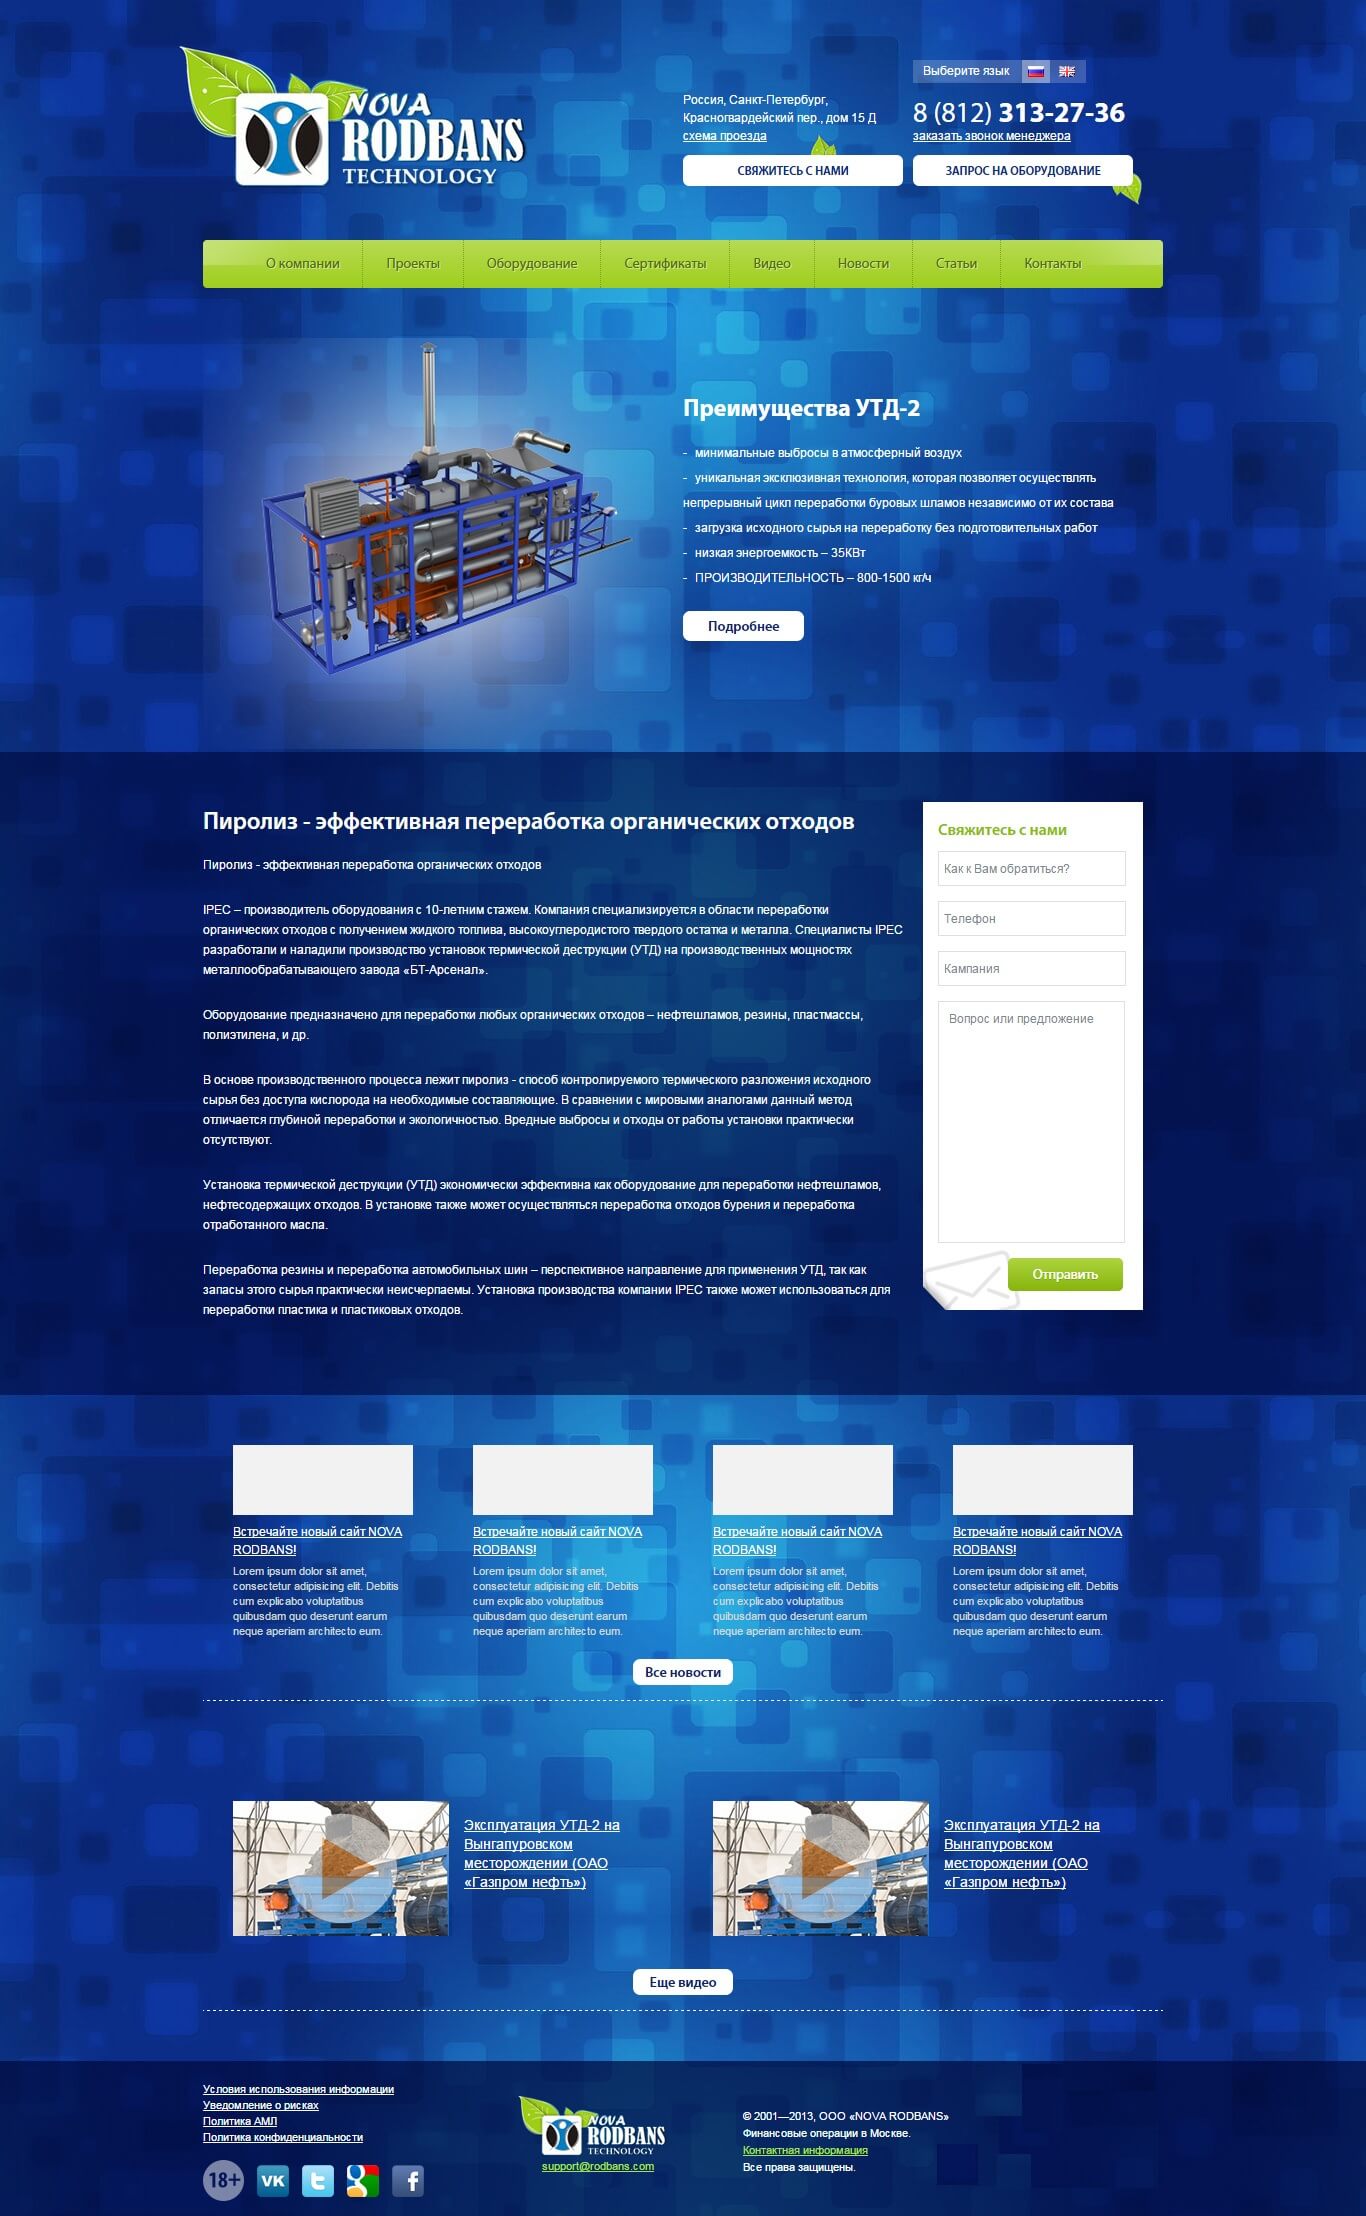 NOVA
RODBANS
TECHNOLOGY
Россия, Санкт-Петербург,
Красногвардейский пер., дом 15 Д
схема проезда
СВЯЖИТЕСЬ С НАМИ
Выберите язык
8 (812) 313-27-36
заказать звонок менеджера
ЗАПРОС НА ОБОРУДОВАНИЕ
О компании
Проекты
Оборудование
Сертификаты
Видео
Новости
Статьи
Контакты
Преимущества УТД-2
- минимальные выбросы в атмосферный воздух
- уникальная эксклюзивная технология, которая позволяет осуществлять
непрерывный цикл переработки буровых шламов независимо от их состава
- загрузка исходного сырья на переработку без подготовительных работ
- низкая энергоемкость – 35КВт
- ПРОИЗВОДИТЕЛЬНОСТЬ – 800-1500 кг/ч
Подробнее
Пиролиз - эффективная переработка органических отходов
Пиролиз - эффективная переработка органических отходов
IPEC – производитель оборудования с 10-летним стажем. Компания специализируется в области переработки
органических отходов с получением жидкого топлива, высокоуглеродистого твердого остатка и металла. Специалисты IPEC
разработали и наладили производство установок термической деструкции (УТД) на производственных мощностях
металлообрабатывающего завода «БТ-Арсенал».
Оборудование предназначено для переработки любых органических отходов – нефтешламов, резины, пластмассы,
полиэтилена, и др.
В основе производственного процесса лежит пиролиз - способ контролируемого термического разложения исходного
сырья без доступа кислорода на необходимые составляющие. В сравнении с мировыми аналогами данный метод
отличается глубиной переработки и экологичностью. Вредные выбросы и отходы от работы установки практически
отсутствуют.
Установка термической деструкции (УТД) экономически эффективна как оборудование для переработки нефтешламов,
нефтесодержащих отходов. В установке также может осуществляться переработка отходов бурения и переработка
отработанного масла.
Переработка резины и переработка автомобильных шин – перспективное направление для применения УТД, так как
запасы этого сырья практически неисчерпаемы. Установка производства компании IPEC также может использоваться для
переработки пластика и пластиковых отходов.
Свяжитесь с нами
Как к Вам обратиться?
Телефон
Кампания
Вопрос или предложение
Отправить
Встречайте новый сайт NOVA
RODBANS!
Lorem ipsum dolor sit amet,
consectetur adipisicing elit. Debitis
cum explicabo voluptatibus
quibusdam quo deserunt earum
neque aperiam architecto eum.
Встречайте новый сайт NOVA
RODBANS!
Lorem ipsum dolor sit amet,
consectetur adipisicing elit. Debitis
cum explicabo voluptatibus
quibusdam quo deserunt earum
neque aperiam architecto eum.
Встречайте новый сайт NOVA
RODBANS!
Lorem ipsum dolor sit amet,
consectetur adipisicing elit. Debitis
cum explicabo voluptatibus
quibusdam quo deserunt earum
neque aperiam architecto eum.
Встречайте новый сайт NOVA
RODBANS!
Lorem ipsum dolor sit amet,
consectetur adipisicing elit. Debitis
cum explicabo voluptatibus
quibusdam quo deserunt earum
neque aperiam architecto eum.
Все новости
Эксплуатация УТД-2 на
Вынгапуровском
месторождении (ОАО
«Газпром нефть»)
Эксплуатация УТД-2 на
Вынгапуровском
месторождении (ОАО
«Газпром нефть»)
Еще видео
Условия использования информации
Уведомление о рисках
Политика АМЛ
Политика конфиденциальности
18+
VK
t
g
f
NOVA
RODBANS
TECHNOLOGY
support@rodbans.com
© 2001—2013, ООО «NOVA RODBANS»
Финансовые операции в Москве.
Контактная информация
Все права защищены.